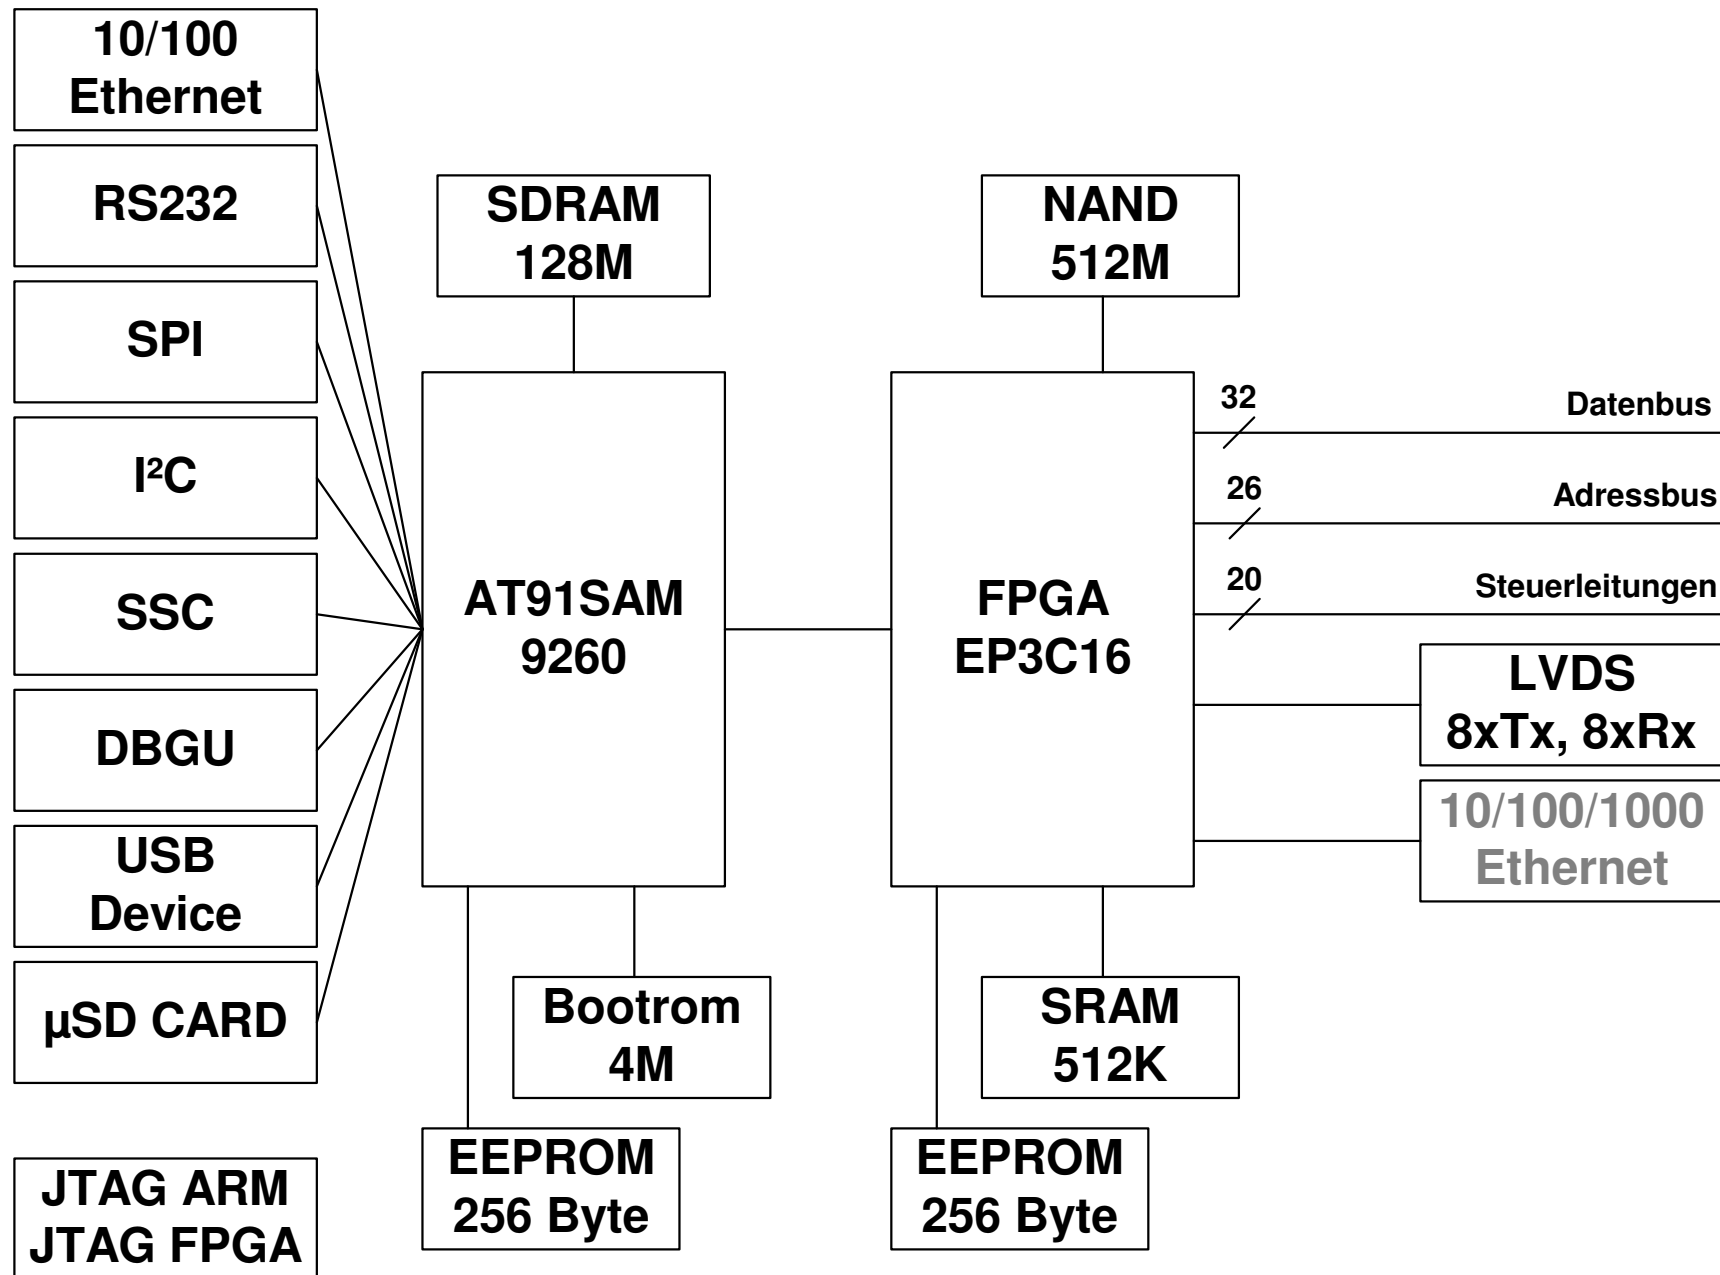 10/100
Ethernet
RS232
SPI
I²C
SSC
DBGU
USB
Device
µSD CARD
JTAG ARM
JTAG FPGA
SDRAM
128M
AT91SAM
9260
Bootrom
4M
EEPROM
256 Byte
NAND
512M
FPGA
EP3C16
SRAM
512K
EEPROM
256 Byte
32 Datenbus
26 Adressbus
20 Steuerleitungen
LVDS
8xTx, 8xRx
10/100/1000
Ethernet